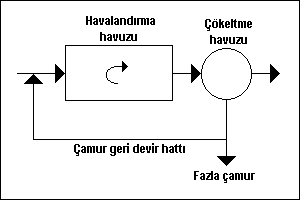 Havalandırma
havuzu
Çökeltme
havuzu
Çamur geri devir hattı
Fazla çamur